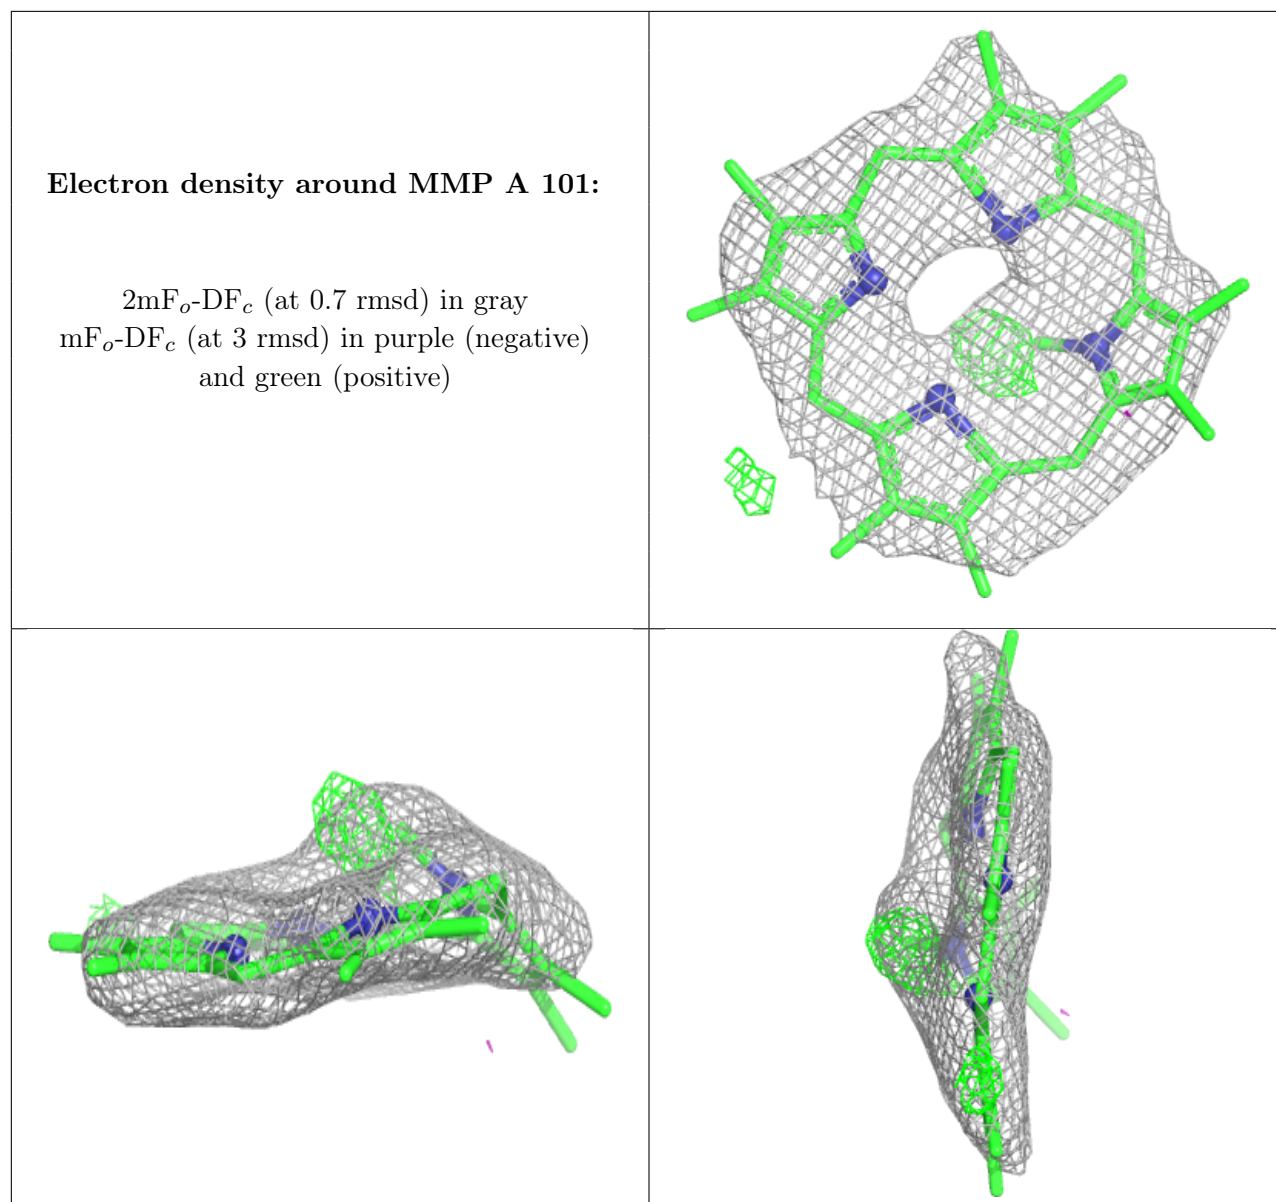 Electron density around MMP A 101:
2mFo-DFc (at 0.7 rmsd) in gray
mFo-DFc (at 3 rmsd) in purple (negative)
and green (positive)